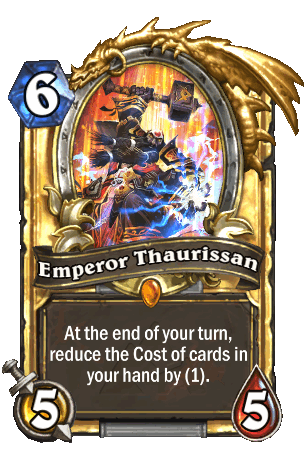 6
Emperor Thaurissan
At the end of your turn,
reduce the Cost of cards in
your hand by (1).
5 5